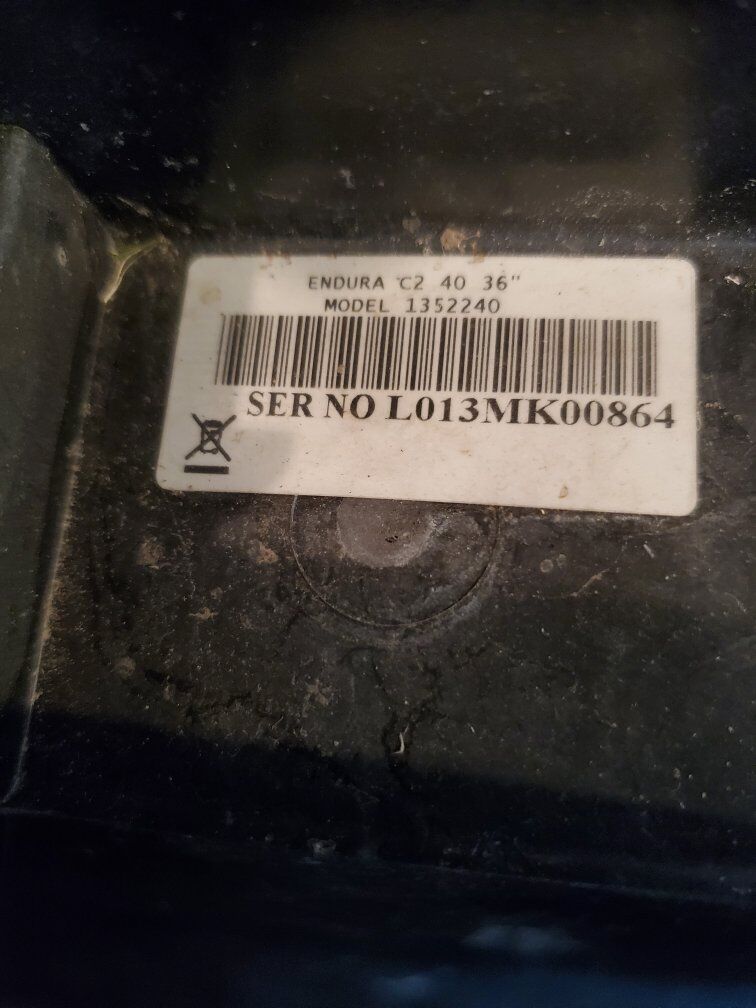 ENDURA C2 40 36"
MODEL 1352240
SER NO L013MK00864